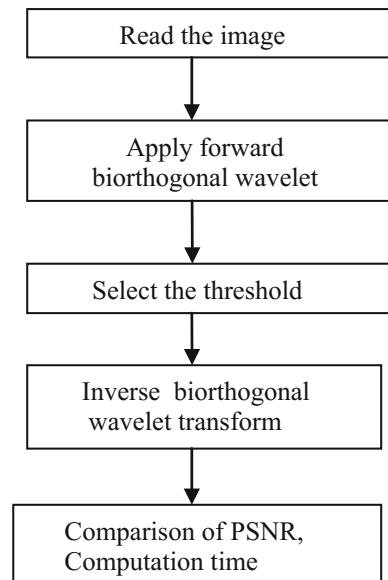 Read the image
Apply forward
biorthogonal wavelet
Select the threshold
Inverse biorthogonal
wavelet transform
Comparison of PSNR,
Computation time